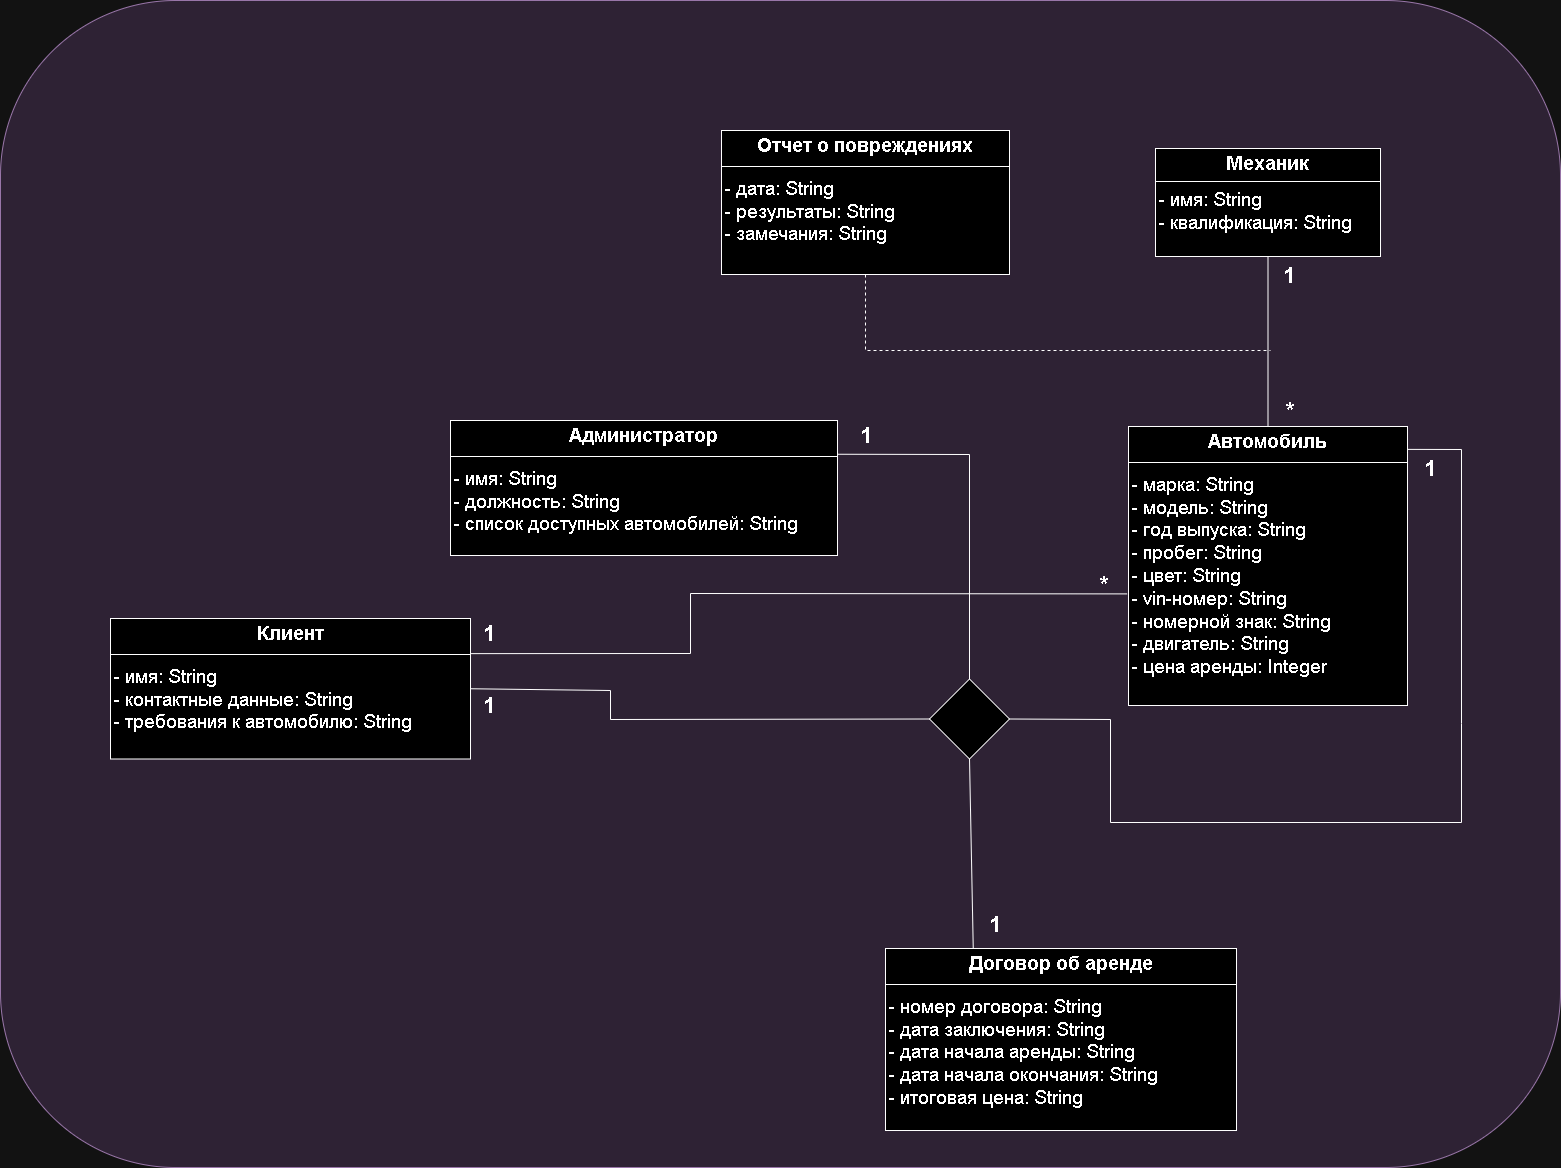 Отчет о повреждениях
- дата: String
- результаты: String
- замечания: String
Механик
- имя: String
- квалификация: String
1
*
Администратор
- имя: String
- должность: String
- список доступных автомобилей: String
1
Автомобиль
- марка: String
- модель: String
- год выпуска: String
- пробег: String
- цвет: String
- vin-номер: String
- номерной знак: String
- двигатель: String
- цена аренды: Integer
1
*
Клиент
- имя: String
- контактные данные: String
- требования к автомобилю: String
1
1
1
Договор об аренде
- номер договора: String
- дата заключения: String
- дата начала аренды: String
- дата начала окончания: String
- итоговая цена: String